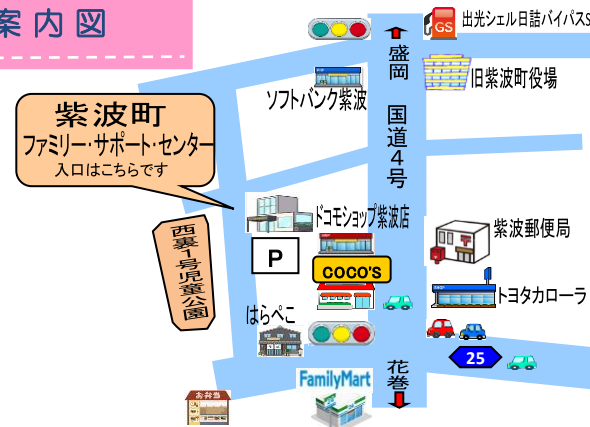 案内図
出光シェル日詰バイパスS
GS
盛岡
旧紫波町役場
ソフトバンク紫波
国道4号
紫波町
ファミリー・サポート・センター
入口はこちらです
ドコモショップ紫波店
西裏1号児童公園
紫波郵便局
P
COCO'S
トヨタカローラ
はらぺこ
25
花巻
FamilyMart
お弁当